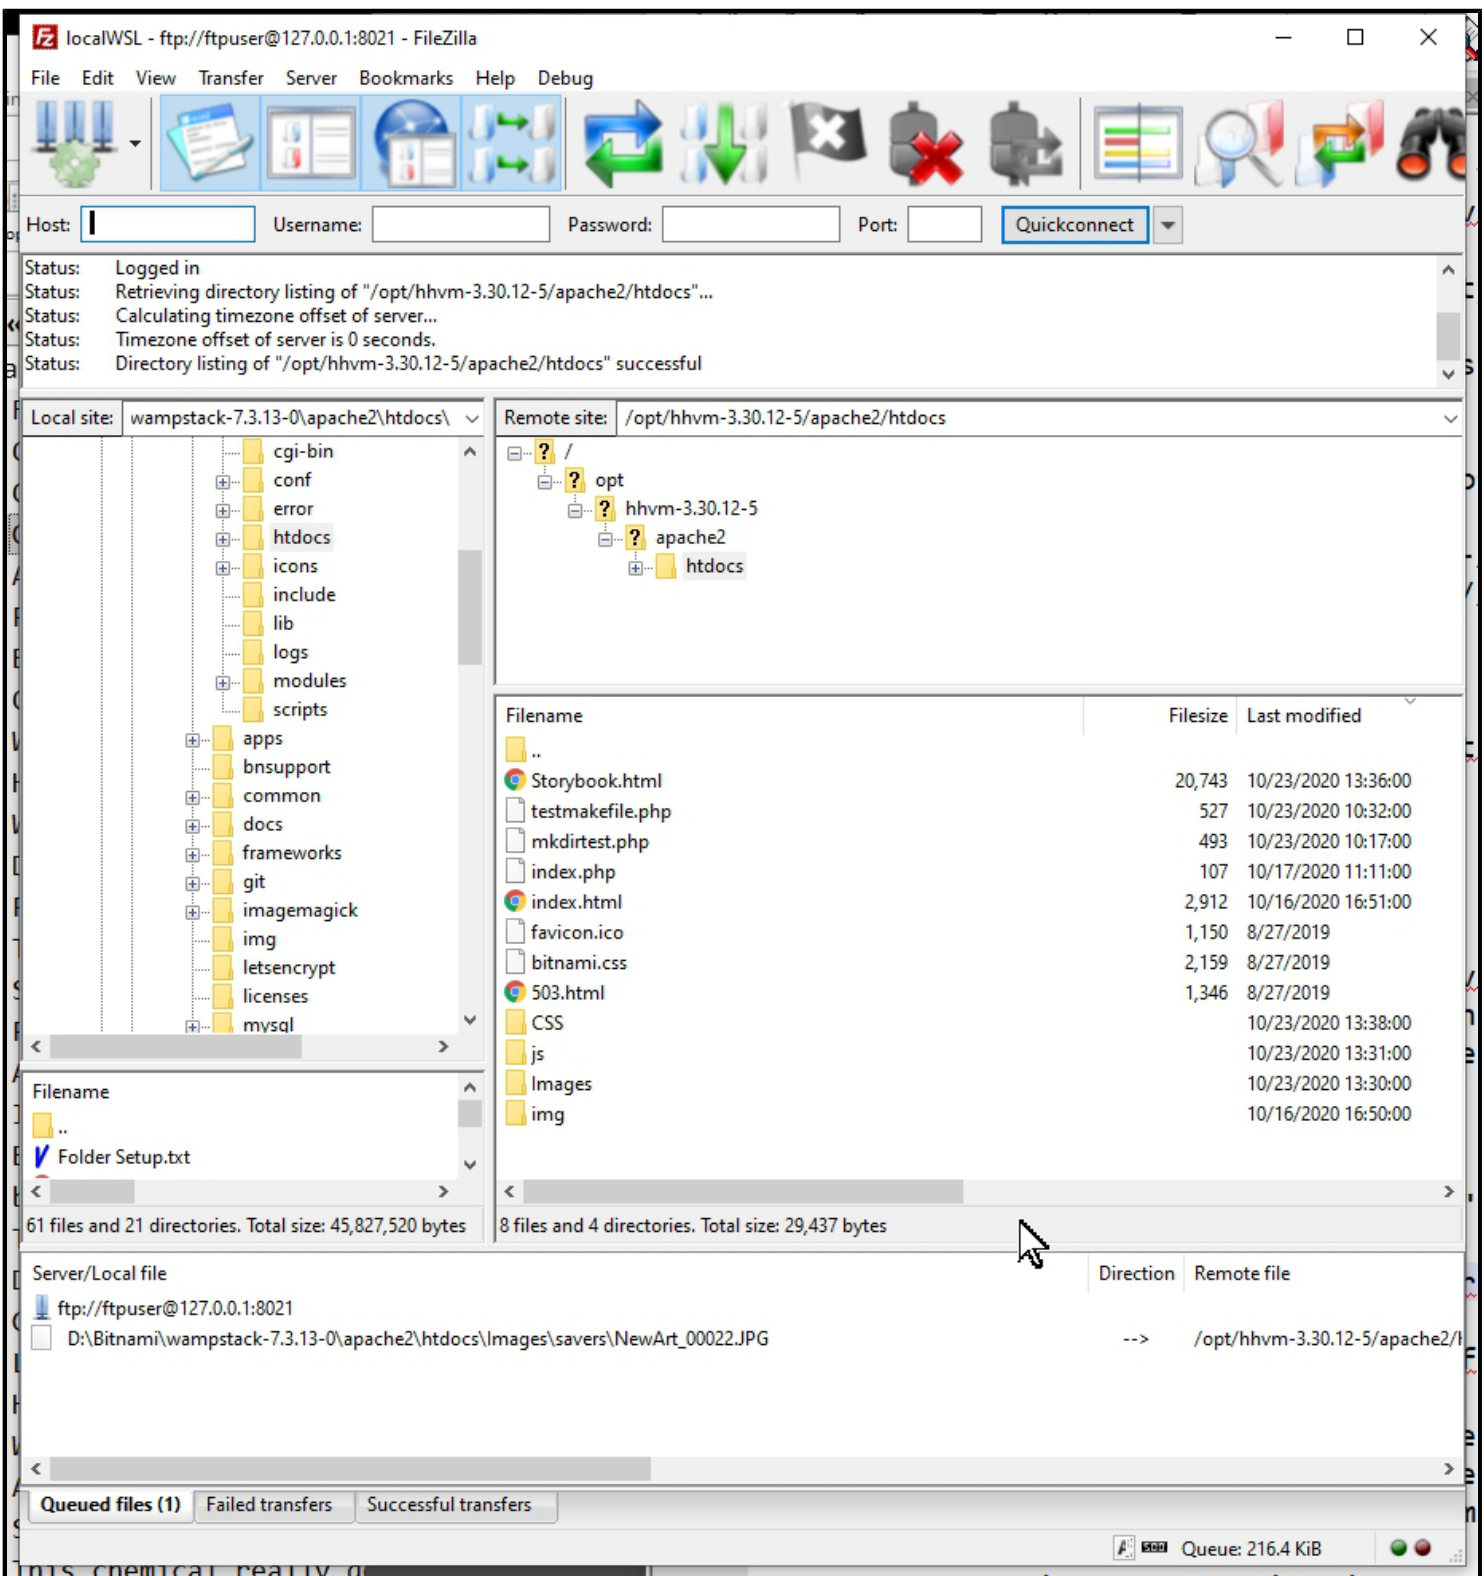 localWSL - ftp://ftpuser@127.0.0.1:8021 - FileZilla
File Edit View Transfer Server Bookmarks Help Debug
Host: Username: Password: Port: Quickconnect
Status: Logged in
Status: Retrieving directory listing of "/opt/hhvm-3.30.12-5/apache2/htdocs"...
Status: Calculating timezone offset of server...
Status: Timezone offset of server is 0 seconds.
Status: Directory listing of "/opt/hhvm-3.30.12-5/apache2/htdocs" successful
Local site: wampstack-7.3.13-0\apache2\htdocs\
cgi-bin
conf
error
htdocs
icons
include
lib
logs
modules
scripts
apps
bnsupport
common
docs
frameworks
git
imagemagick
img
letsencrypt
licenses
mysql
Filename
..
Folder Setup.txt
61 files and 21 directories. Total size: 45,827,520 bytes
Remote site: /opt/hhvm-3.30.12-5/apache2/htdocs
/
opt
hhvm-3.30.12-5
apache2
htdocs
Filename Filesize Last modified
..
Storybook.html 20,743 10/23/2020 13:36:00
testmakefile.php 527 10/23/2020 10:32:00
mkdirtest.php 493 10/23/2020 10:17:00
index.php 107 10/17/2020 11:11:00
index.html 2,912 10/16/2020 16:51:00
favicon.ico 1,150 8/27/2019
bitnami.css 2,159 8/27/2019
503.html 1,346 8/27/2019
CSS 10/23/2020 13:38:00
js 10/23/2020 13:31:00
Images 10/23/2020 13:30:00
img 10/16/2020 16:50:00
8 files and 4 directories. Total size: 29,437 bytes
Server/Local file Direction Remote file
ftp://ftpuser@127.0.0.1:8021
D:\Bitnami\wampstack-7.3.13-0\apache2\htdocs\Images\savers\NewArt_00022.JPG --> /opt/hhvm-3.30.12-5/apache2/
Queued files (1) Failed transfers Successful transfers
Queue: 216.4 KiB
This chemical really